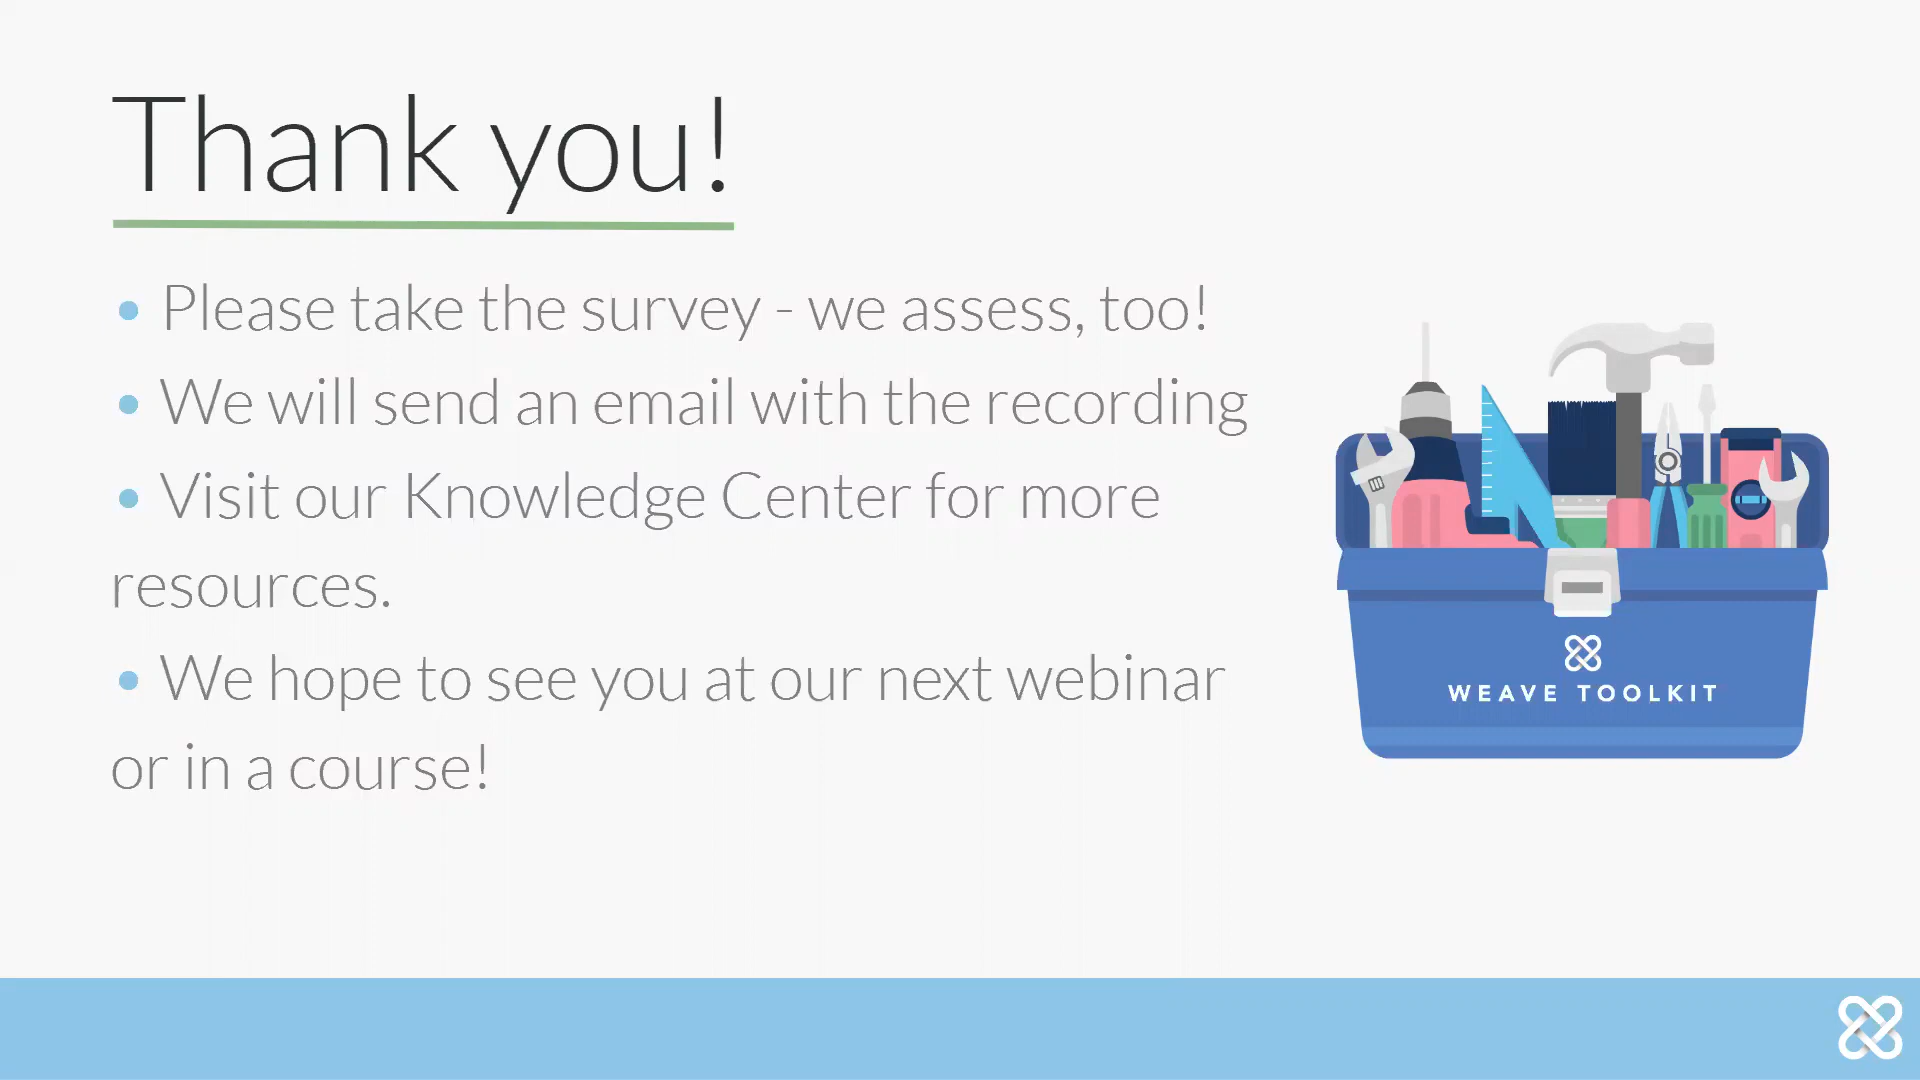 Thank you!
• Please take the survey - we assess, too!
• We will send an email with the recording
• Visit our Knowledge Center for more
resources.
• We hope to see you at our next webinar
or in a course!
WEAVE TOOLKIT